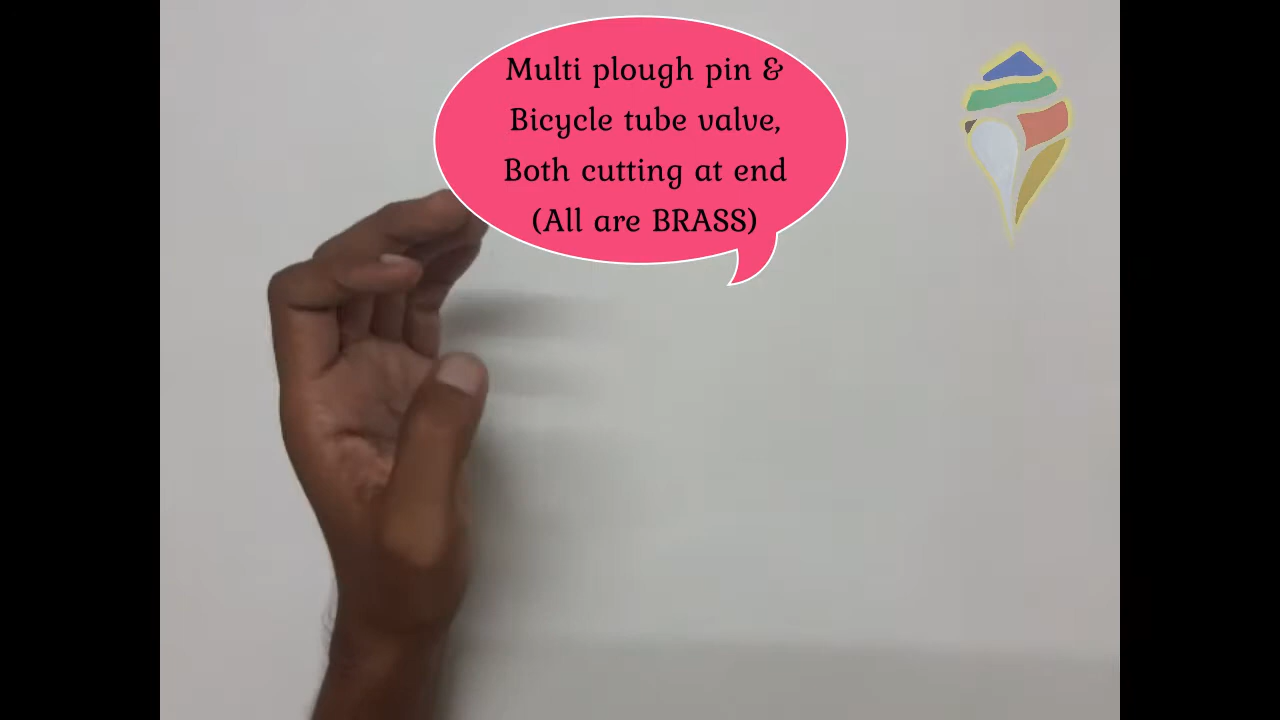 Multi plough pin &
Bicycle tube valve,
Both cutting at end
(All are BRASS)